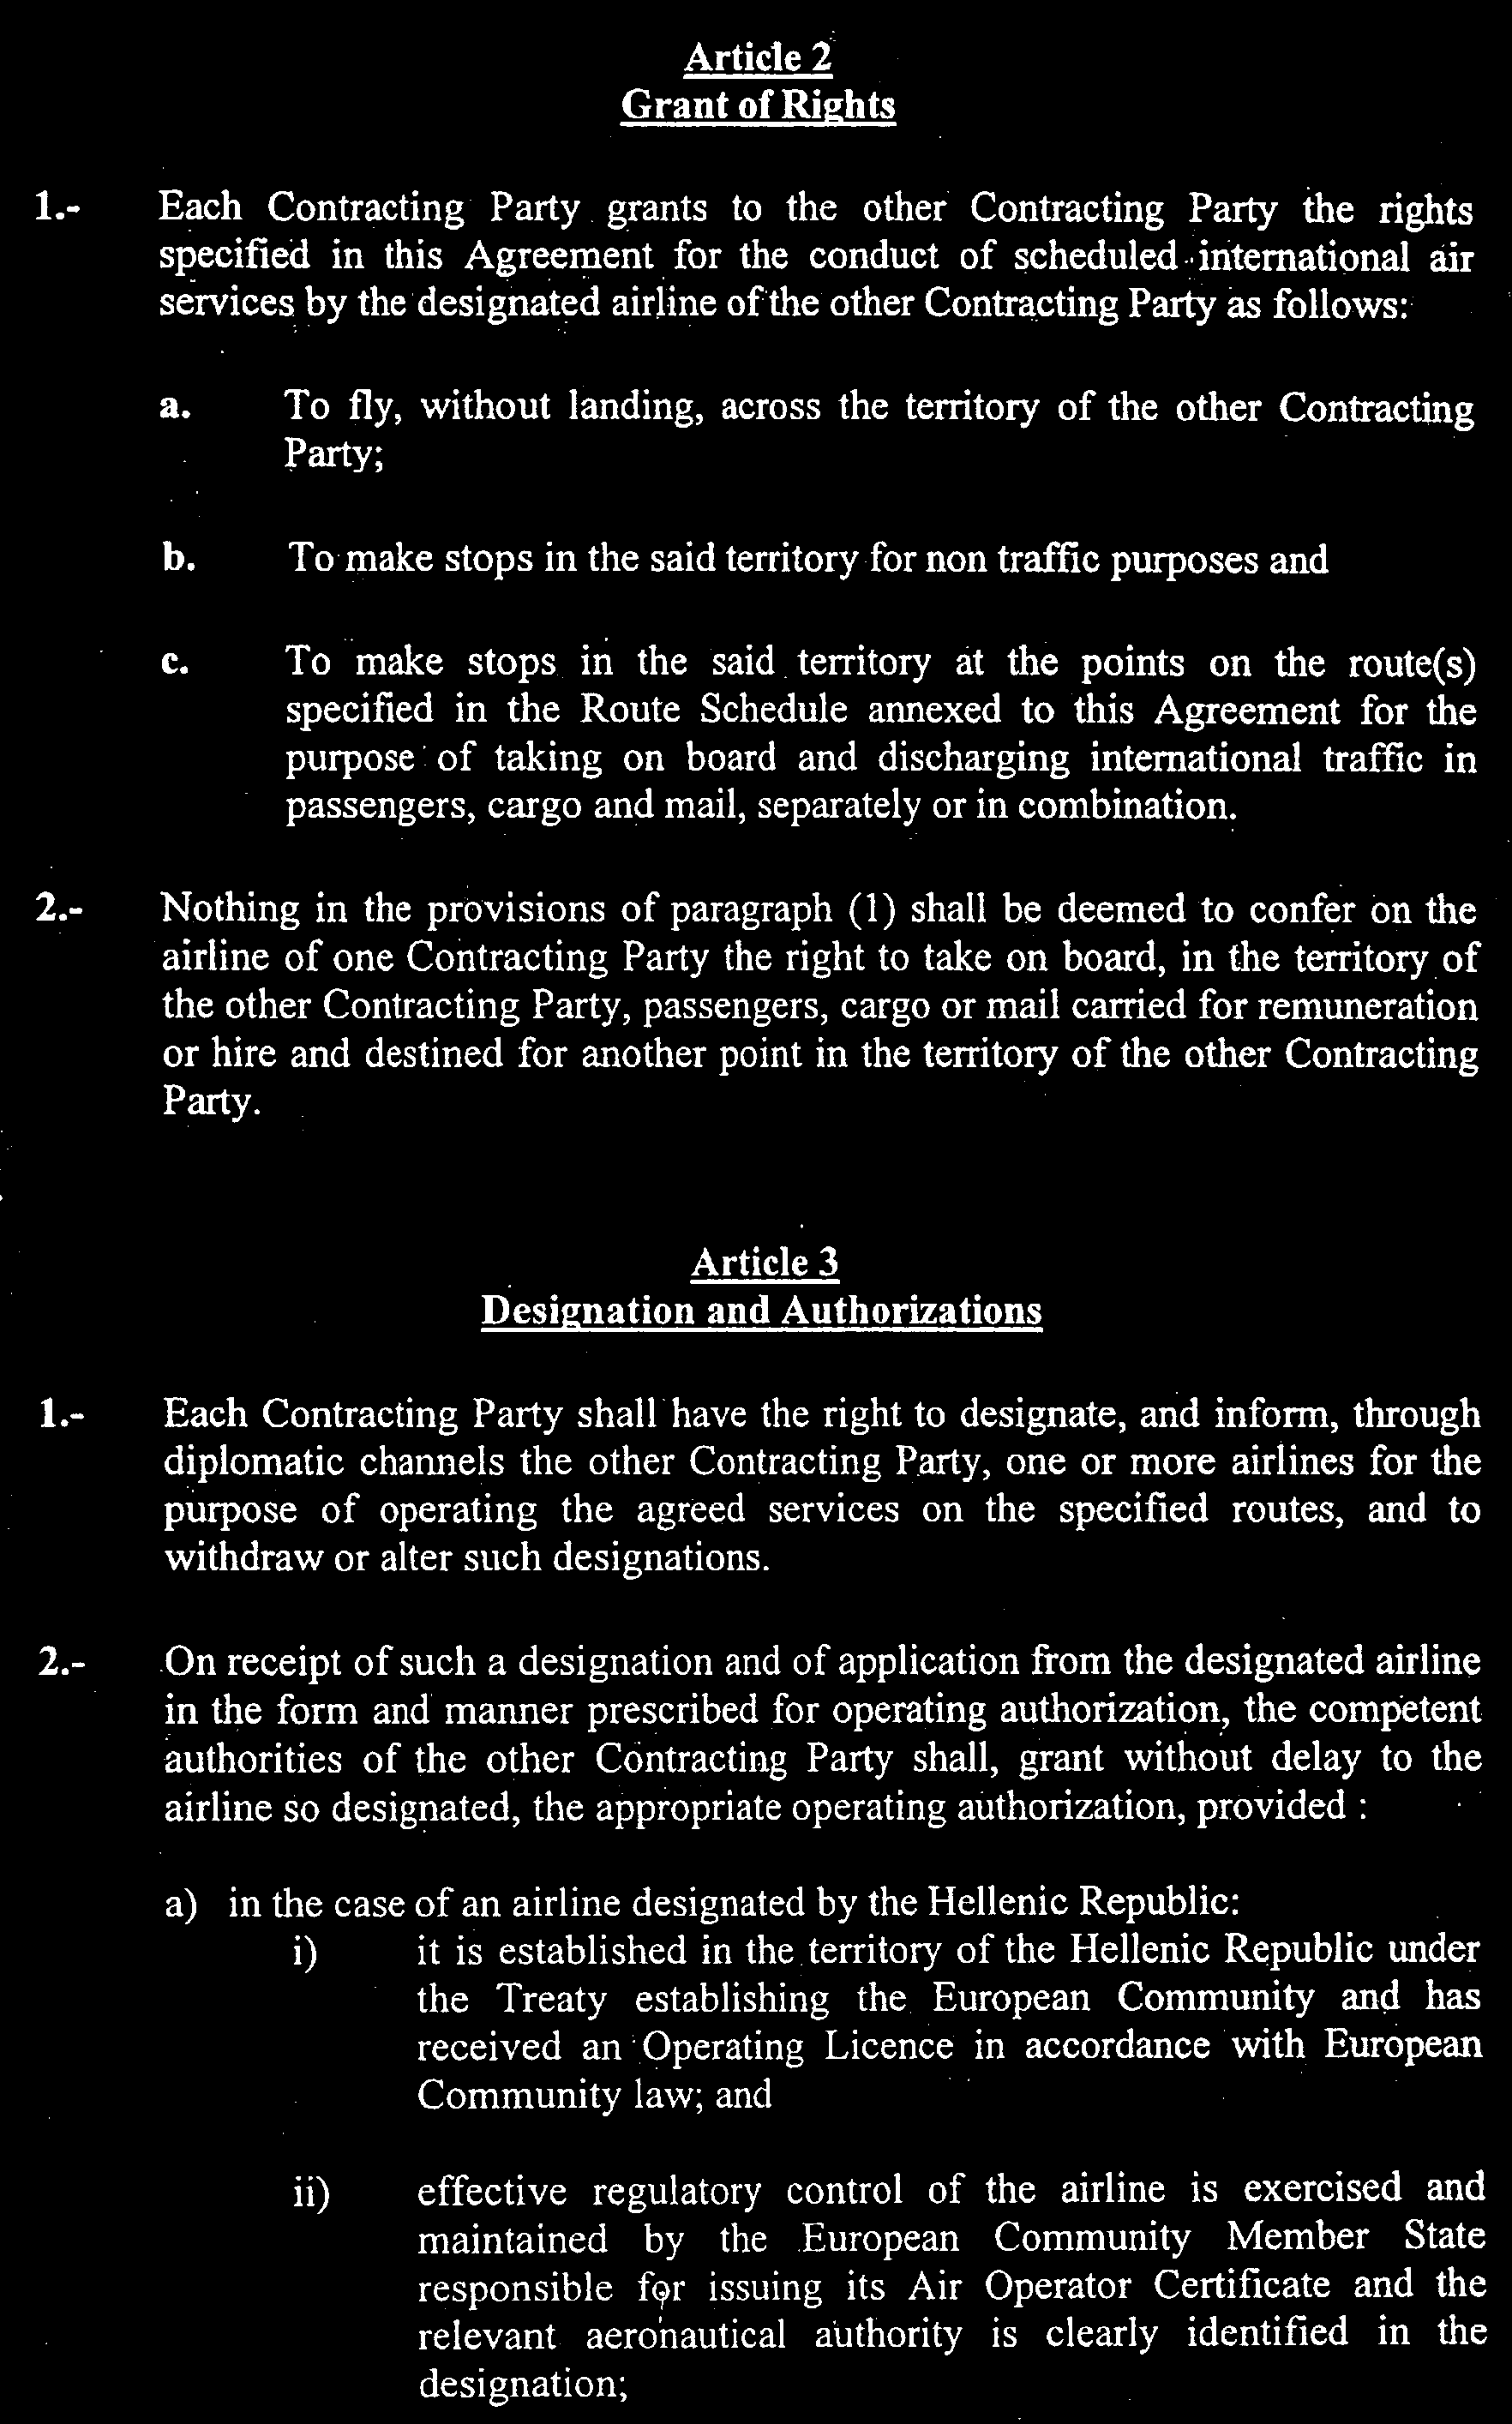 Article 2
Grant of Rights
1.- Each Contracting Party grants to the other Contracting Party the rights
specified in this Agreement for the conduct of scheduled international air
services by the designated airline of the other Contracting Party as follows:
a. To fly, without landing, across the territory of the other Contracting
Party;
b. To make stops in the said territory for non traffic purposes and
c. To make stops in the said territory at the points on the route(s)
specified in the Route Schedule annexed to this Agreement for the
purpose of taking on board and discharging international traffic in
passengers, cargo and mail, separately or in combination.
2.- Nothing in the provisions of paragraph (1) shall be deemed to confer on the
airline of one Contracting Party the right to take on board, in the territory of
the other Contracting Party, passengers, cargo or mail carried for remuneration
or hire and destined for another point in the territory of the other Contracting
Party.
Article 3
Designation and Authorizations
1.- Each Contracting Party shall have the right to designate, and inform, through
diplomatic channels the other Contracting Party, one or more airlines for the
purpose of operating the agreed services on the specified routes, and to
withdraw or alter such designations.
2.- On receipt of such a designation and of application from the designated airline
in the form and manner prescribed for operating authorization, the competent
authorities of the other Contracting Party shall, grant without delay to the
airline so designated, the appropriate operating authorization, provided :
a) in the case of an airline designated by the Hellenic Republic:
i) it is established in the territory of the Hellenic Republic under
the Treaty establishing the European Community and has
received an Operating Licence in accordance with European
Community law; and
ii) effective regulatory control of the airline is exercised and
maintained by the European Community Member State
responsible for issuing its Air Operator Certificate and the
relevant aeronautical authority is clearly identified in the
designation;